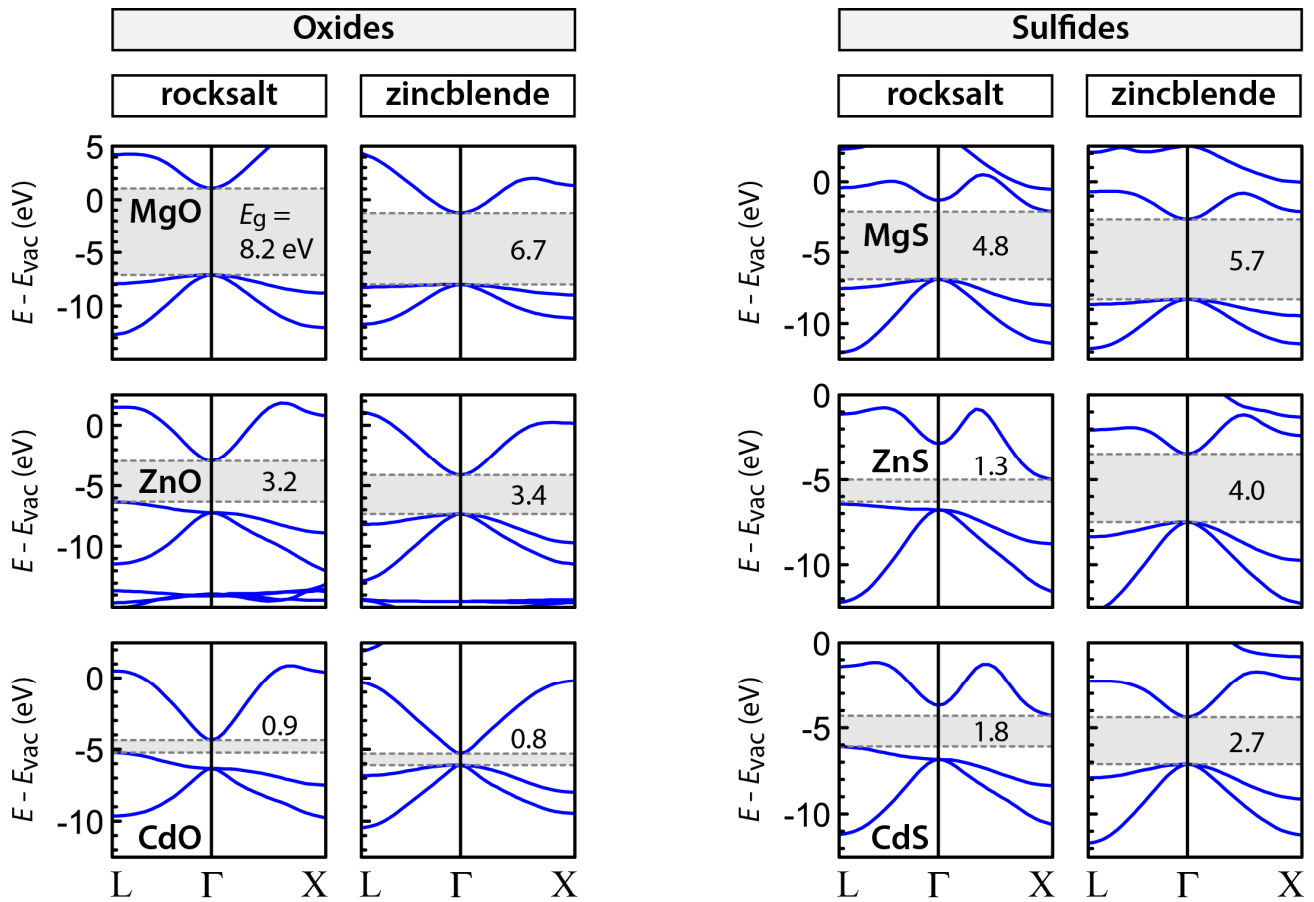 Oxides
Sulfides
rocksalt
zincblende
rocksalt
zincblende
E - Evac (eV)
5
0
-5
-10
MgO
Eg =
8.2 eV
6.7
E - Evac (eV)
0
-5
-10
MgS
4.8
5.7
E - Evac (eV)
0
-5
-10
ZnO
3.2
3.4
E - Evac (eV)
0
-5
-10
ZnS
1.3
4.0
E - Evac (eV)
0
-5
-10
CdO
0.9
0.8
E - Evac (eV)
0
-5
-10
CdS
1.8
2.7
L Γ X
L Γ X
L Γ X
L Γ X